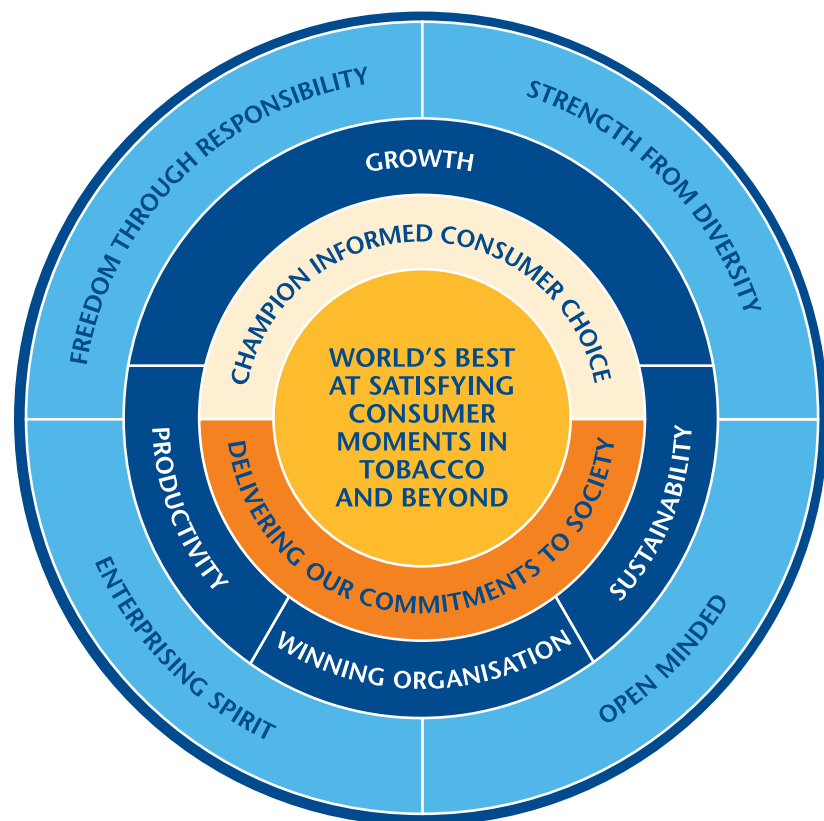 FREEDOM THROUGH RESPONSIBILITY
STRENGTH FROM DIVERSITY
GROWTH
CHAMPION INFORMED CONSUMER CHOICE
WORLD'S BEST
AT SATISFYING
CONSUMER
MOMENTS IN
TOBACCO
AND BEYOND
DELIVERING OUR COMMITMENTS TO SOCIETY
PRODUCTIVITY
SUSTAINABILITY
WINNING ORGANISATION
ENTERPRISING SPIRIT
OPEN MINDED